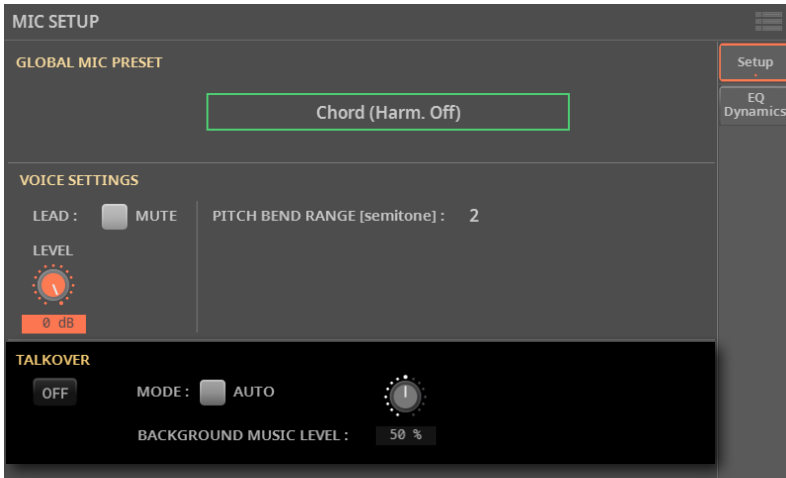 MIC SETUP
GLOBAL MIC PRESET
Setup
EQ
Dynamics
Chord (Harm. Off)
VOICE SETTINGS
LEAD : MUTE PITCH BEND RANGE [semitone] : 2
LEVEL
0 dB
TALKOVER
OFF MODE : AUTO
BACKGROUND MUSIC LEVEL : 50 %